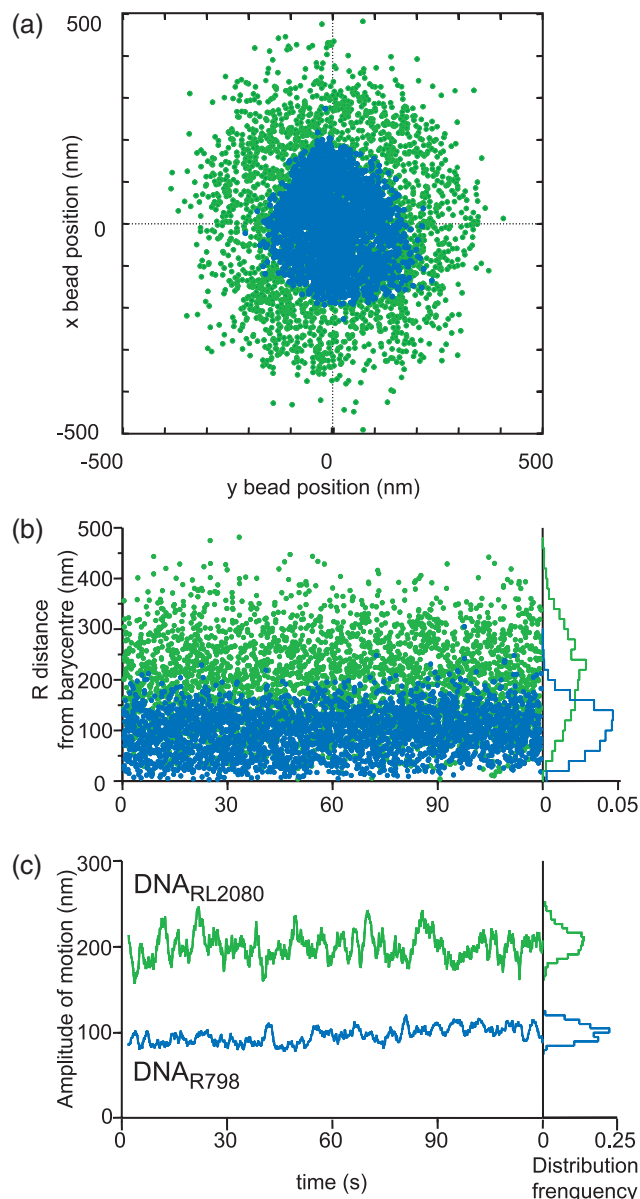 (a)
500
0
-500
x bead position (nm)
-500 0 500
y bead position (nm)
(b)
500
400
300
200
100
0
R distance
from barycentre (nm)
0 30 60 90 0 0.05
(c)
300
200
100
0
Amplitude of motion (nm)
DNARL2080
DNAR798
0 30 60 90 0 0.25
time (s)
Distribution
frenquency